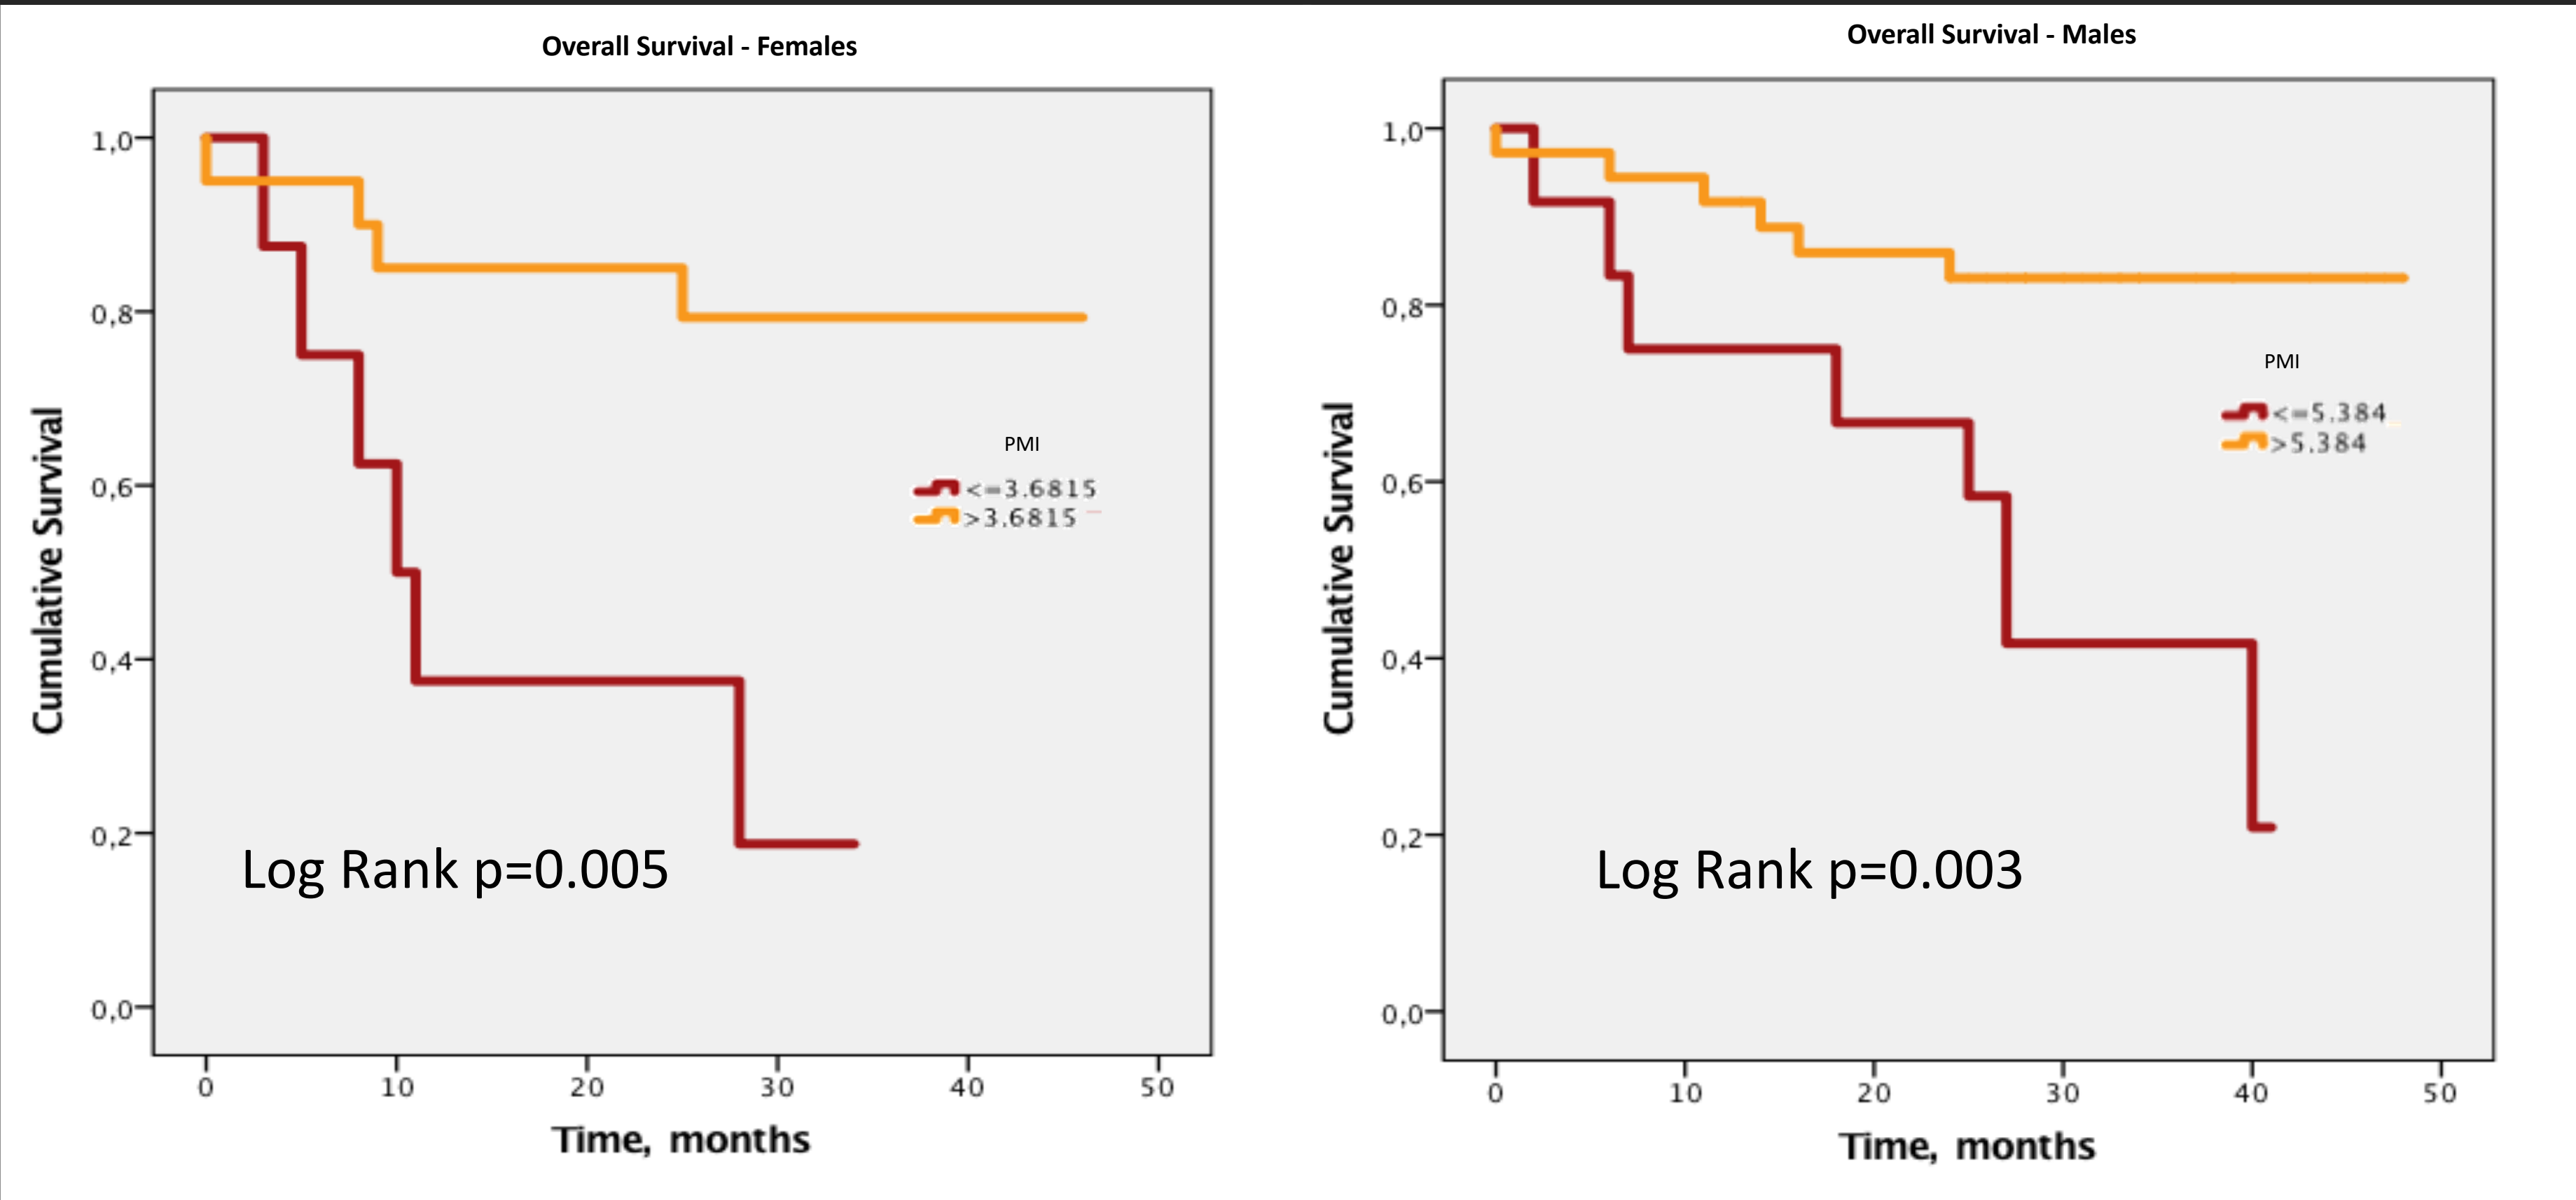 Overall Survival - Females
1,0
0,8
0,6
0,4
0,2
0,0
Cumulative Survival
PMI
<=3.6815
>3.6815
Log Rank p=0.005
0 10 20 30 40 50
Time, months
Overall Survival - Males
1,0
0,8
0,6
0,4
0,2
0,0
Cumulative Survival
PMI
<=5.384
>5.384
Log Rank p=0.003
0 10 20 30 40 50
Time, months